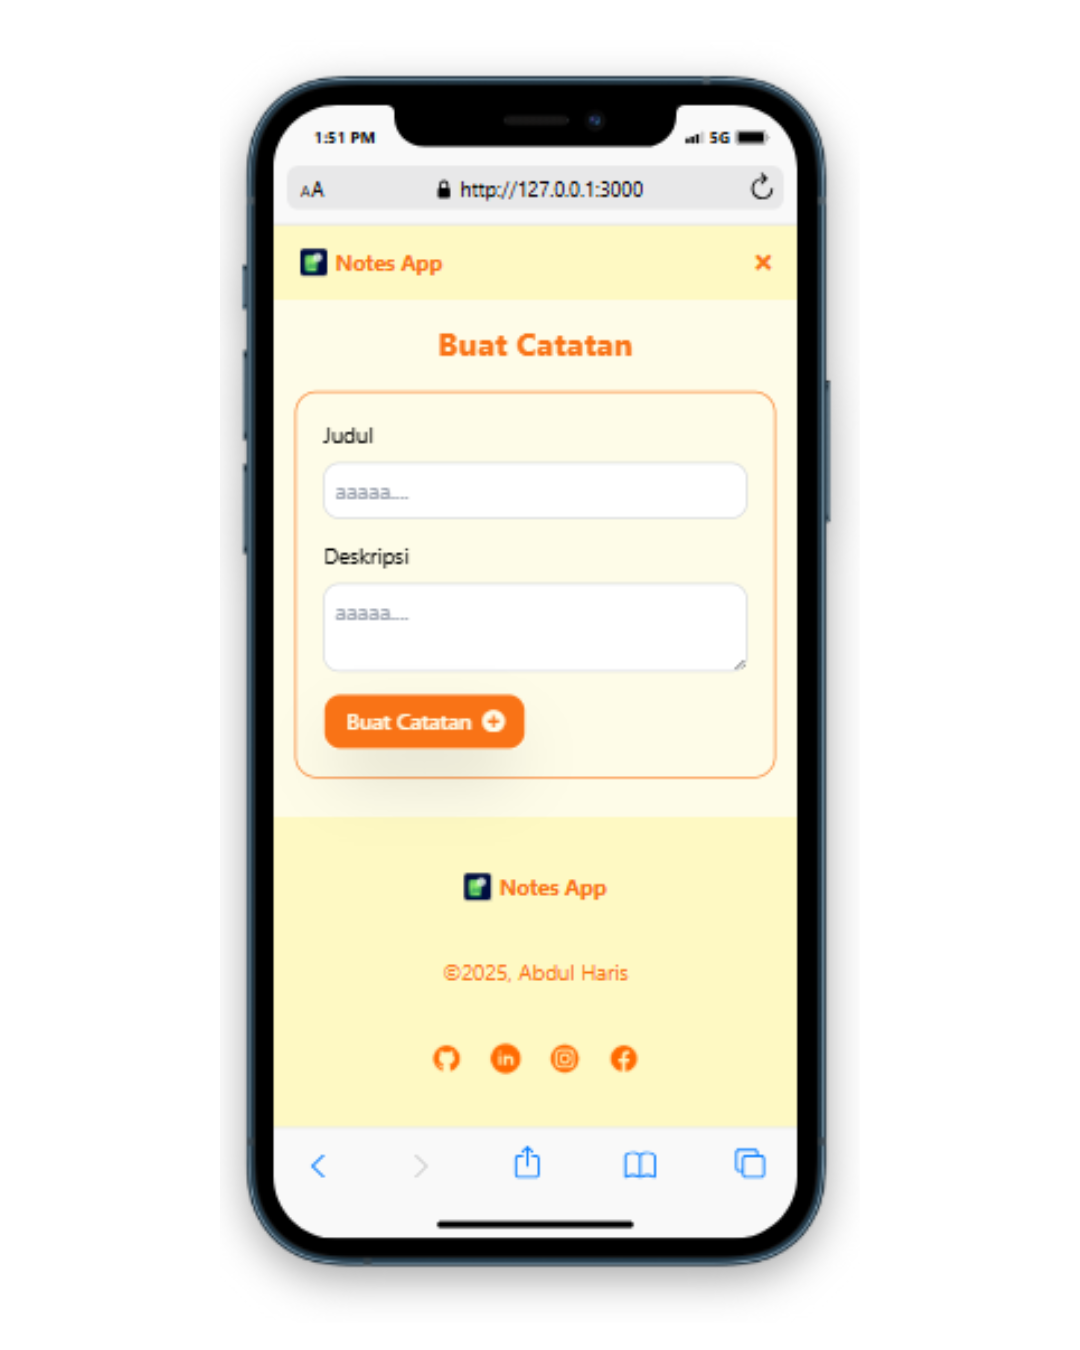 1:51 PM
5G
AA
http://127.0.0.1:3000
Notes App
Buat Catatan
Judul
aaaaa....
Deskripsi
aaaaa....
Buat Catatan
Notes App
©2025, Abdul Haris
in